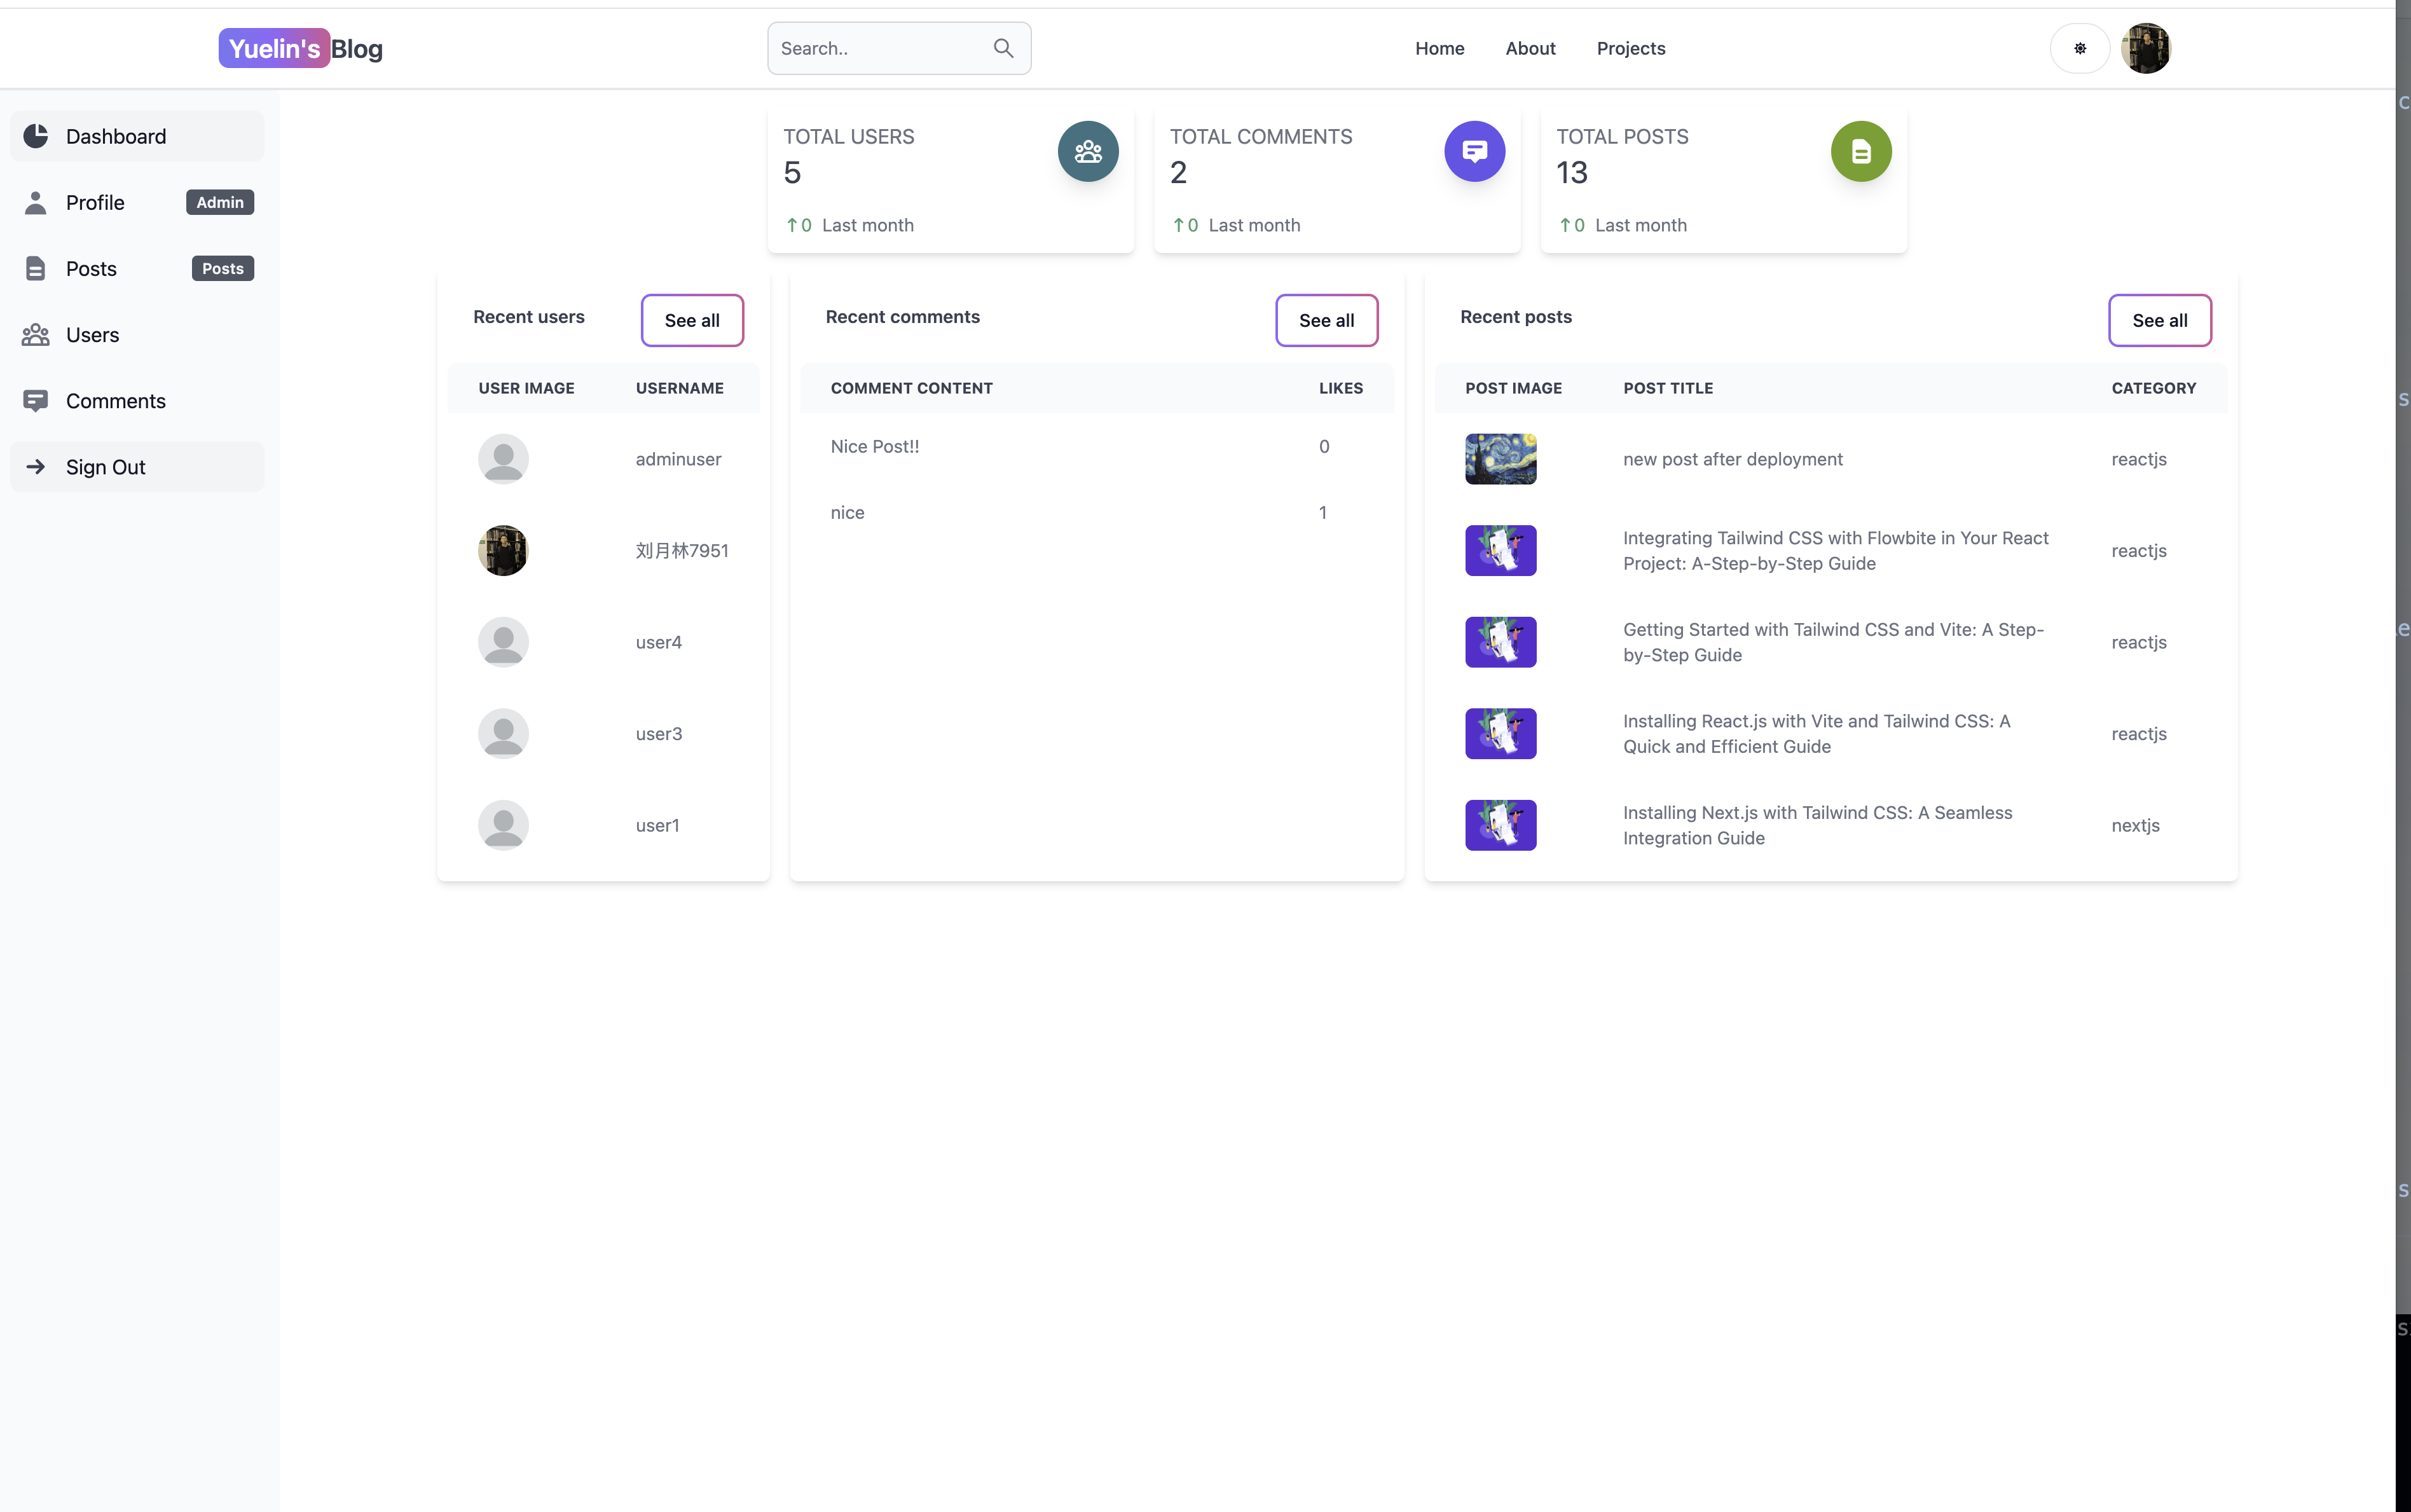 Yuelin's Blog
Search..
Home
About
Projects
Dashboard
Profile
Admin
Posts
Posts
Users
Comments
Sign Out
TOTAL USERS
5
0 Last month
TOTAL COMMENTS
2
0 Last month
TOTAL POSTS
13
0 Last month
Recent users
See all
USER IMAGE USERNAME
adminuser
刘月林7951
user4
user3
user1
Recent comments
See all
COMMENT CONTENT LIKES
Nice Post!! 0
nice 1
Recent posts
See all
POST IMAGE POST TITLE CATEGORY
new post after deployment
reactjs
Integrating Tailwind CSS with Flowbite in Your React
Project: A-Step-by-Step Guide
reactjs
Getting Started with Tailwind CSS and Vite: A Step-
by-Step Guide
reactjs
Installing React.js with Vite and Tailwind CSS: A
Quick and Efficient Guide
reactjs
Installing Next.js with Tailwind CSS: A Seamless
Integration Guide
nextjs